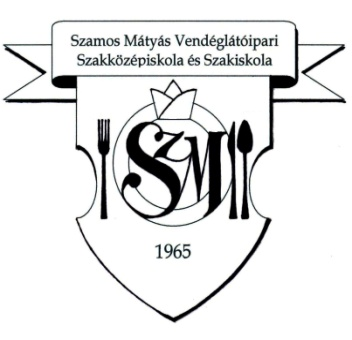 Szamos Mátyás Vendéglátóipari
Szakközépiskola és Szakiskola
SZM
1965